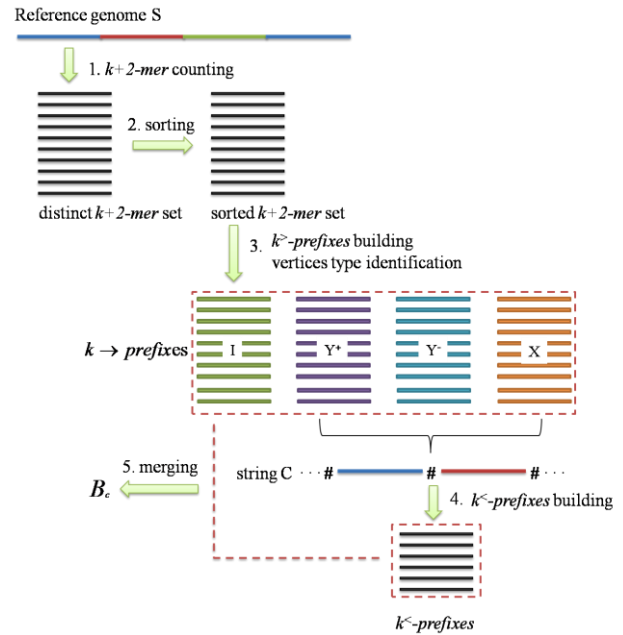 Reference genome S
1. k+2-mer counting
2. sorting
distinct k+2-mer set
sorted k+2-mer set
3. k>-prefixes building
vertices type identification
k → prefixes
I
Y+
Y-
X
string C ···# # #···
5. merging
Bc
4. k<-prefixes building
k<-prefixes